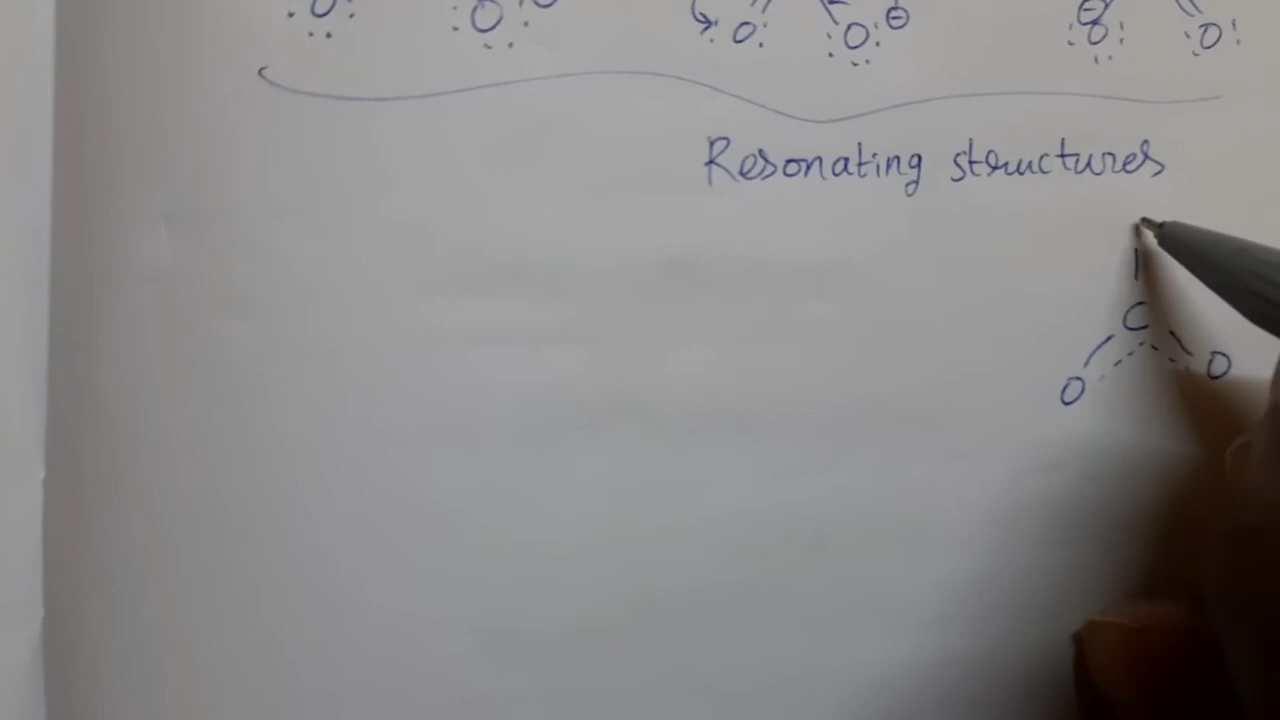 :O: :O: :O: :O: ⊖ ⊖ :O: :O:
Resonating structures
C
O O